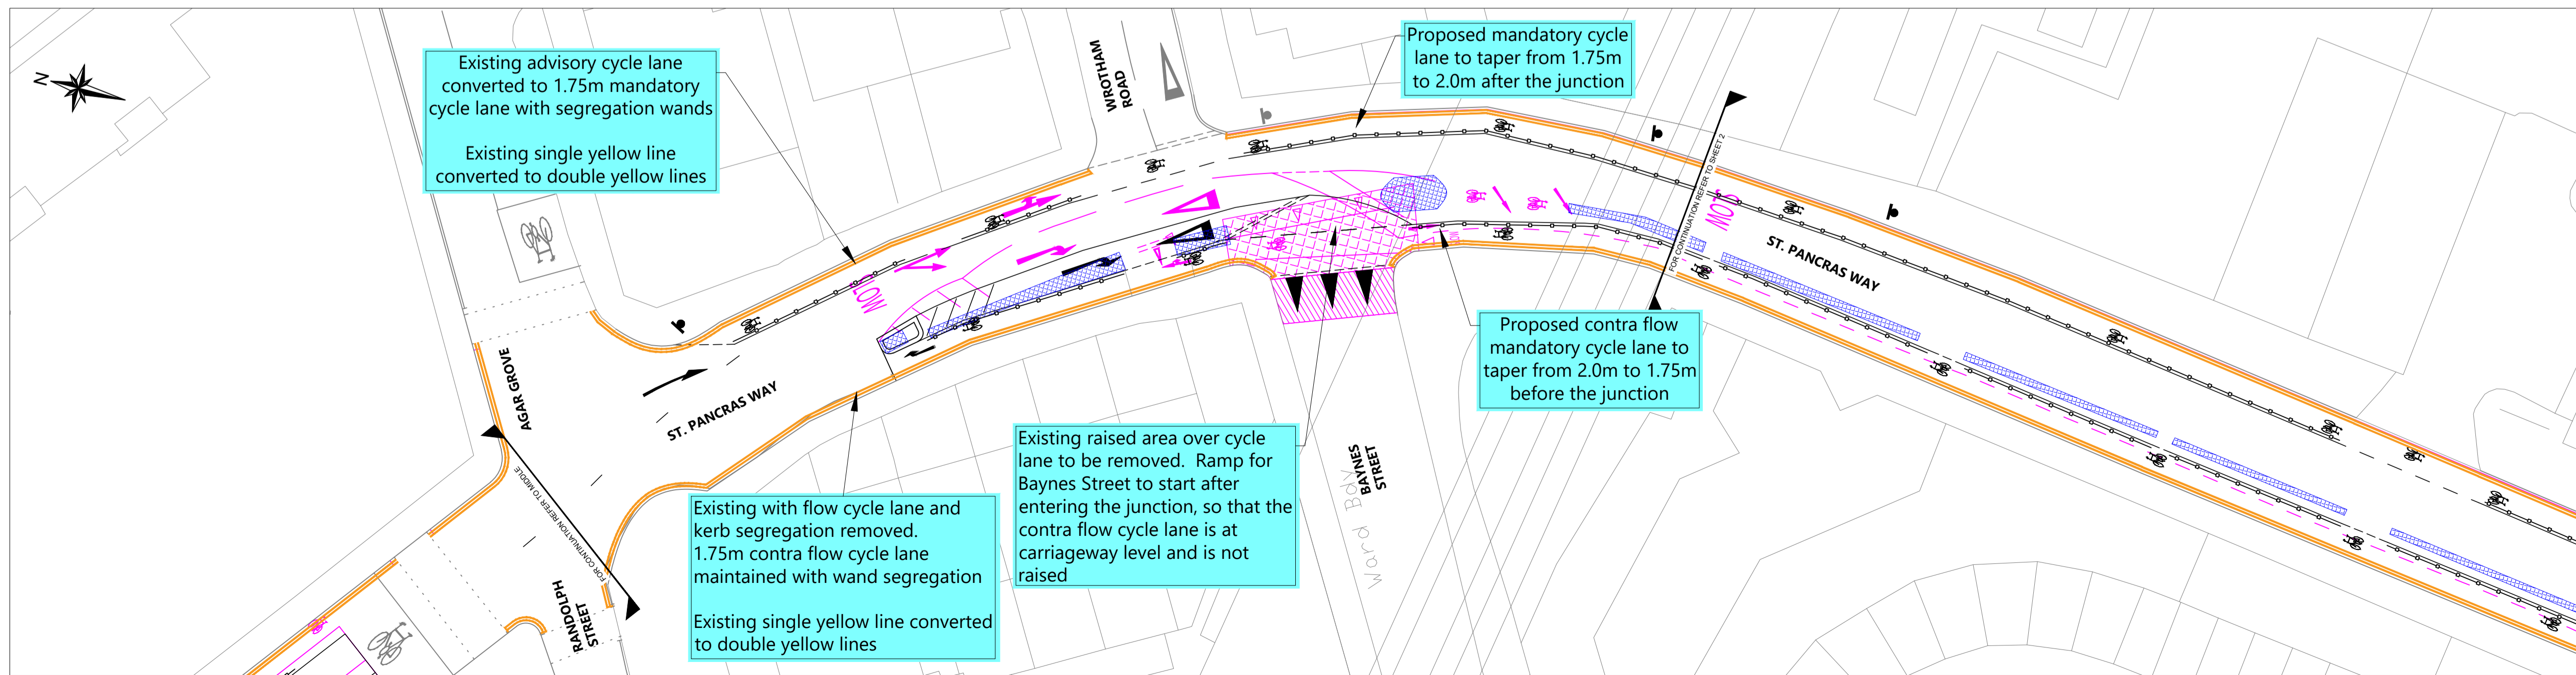 N
Existing advisory cycle lane
converted to 1.75m mandatory
cycle lane with segregation wands
Existing single yellow line
converted to double yellow lines
WROTHAM
ROAD
Proposed mandatory cycle
lane to taper from 1.75m
to 2.0m after the junction
FOR CONTINUATION REFER TO SHEET 2
SLOW
SLOW
ST. PANCRAS WAY
AGAR GROVE
ST. PANCRAS WAY
FOR CONTINUATION REFER TO MIDDLE
RANDOLPH
STREET
Existing with flow cycle lane and
kerb segregation removed.
1.75m contra flow cycle lane
maintained with wand segregation
Existing single yellow line converted
to double yellow lines
Existing raised area over cycle
lane to be removed. Ramp for
Baynes Street to start after
entering the junction, so that the
contra flow cycle lane is at
carriageway level and is not
raised
BAYNES
STREET
Ward Bdy
Proposed contra flow
mandatory cycle lane to
taper from 2.0m to 1.75m
before the junction